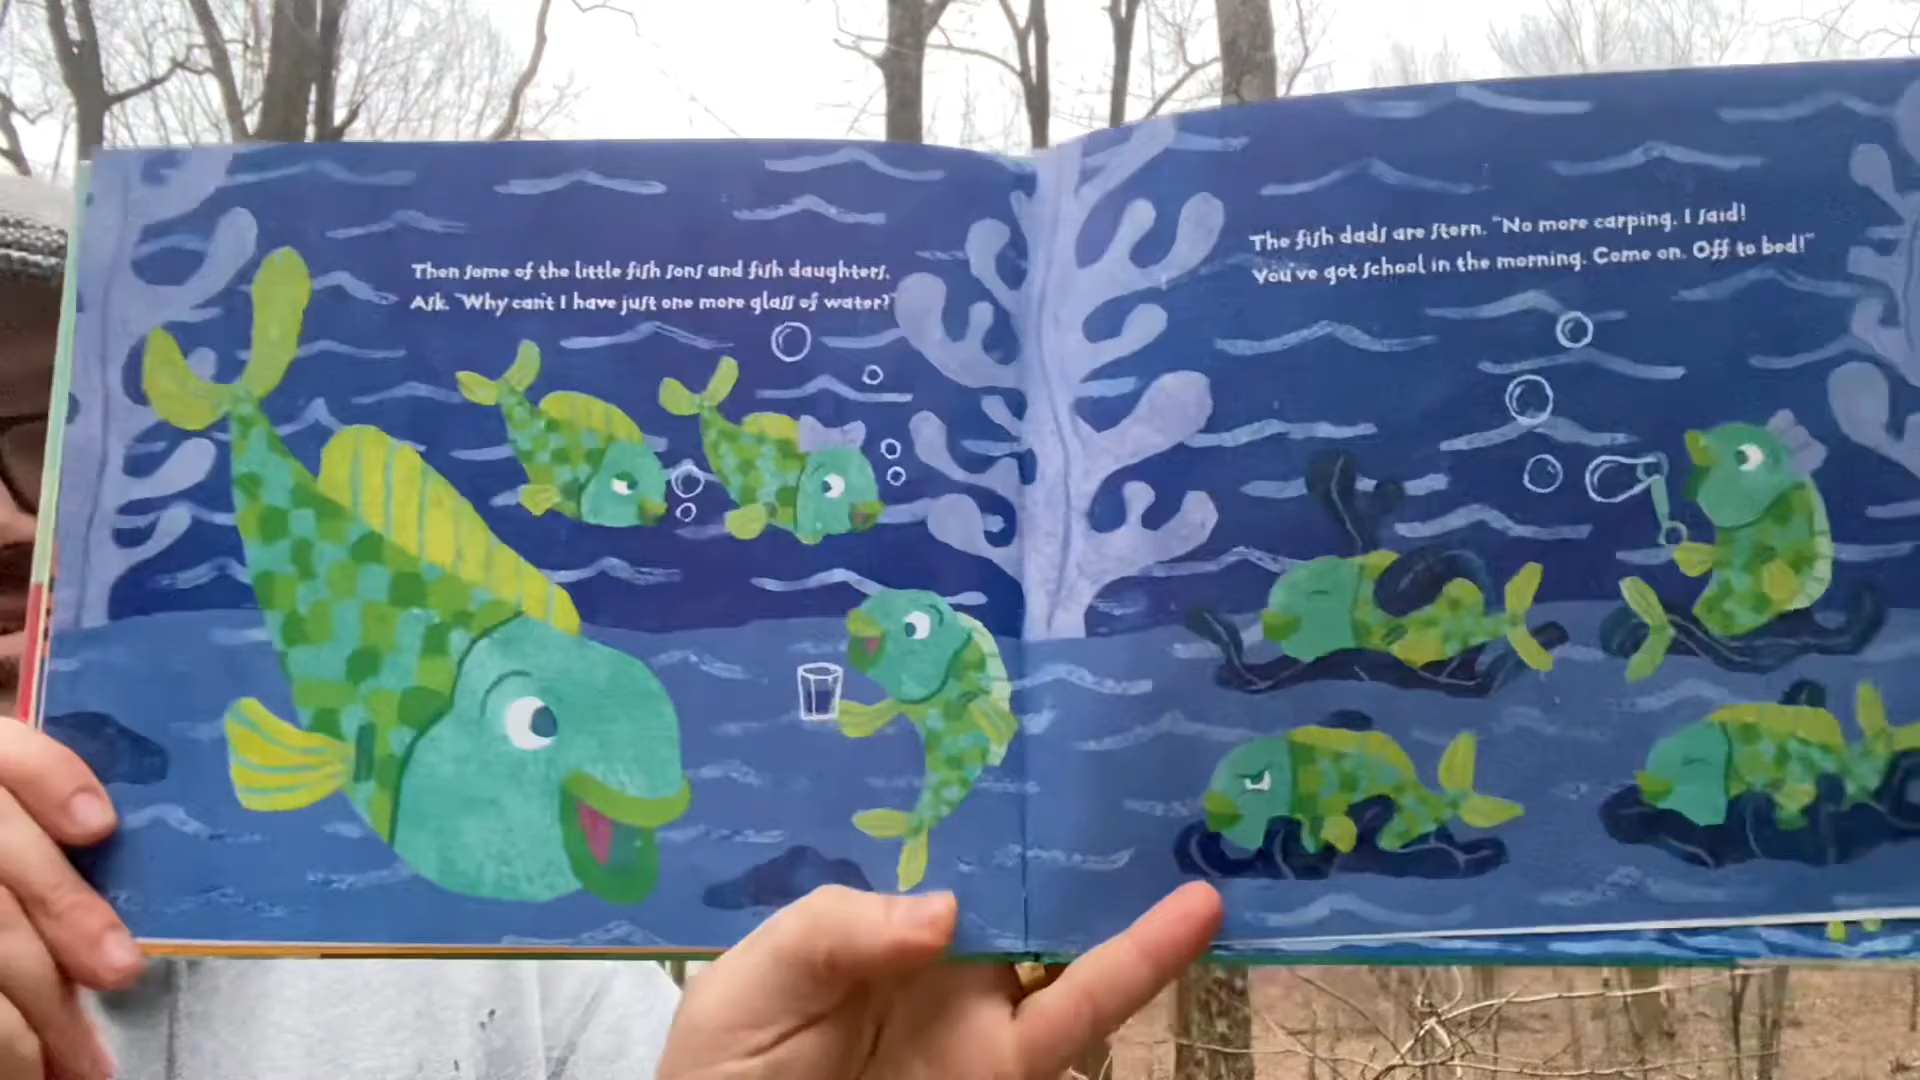 Then some of the little fish sons and fish daughters,
Ask, "Why can't I have just one more glass of water?"
The fish dads are stern. "No more carping, I said!
You've got school in the morning. Come on. Off to bed!"